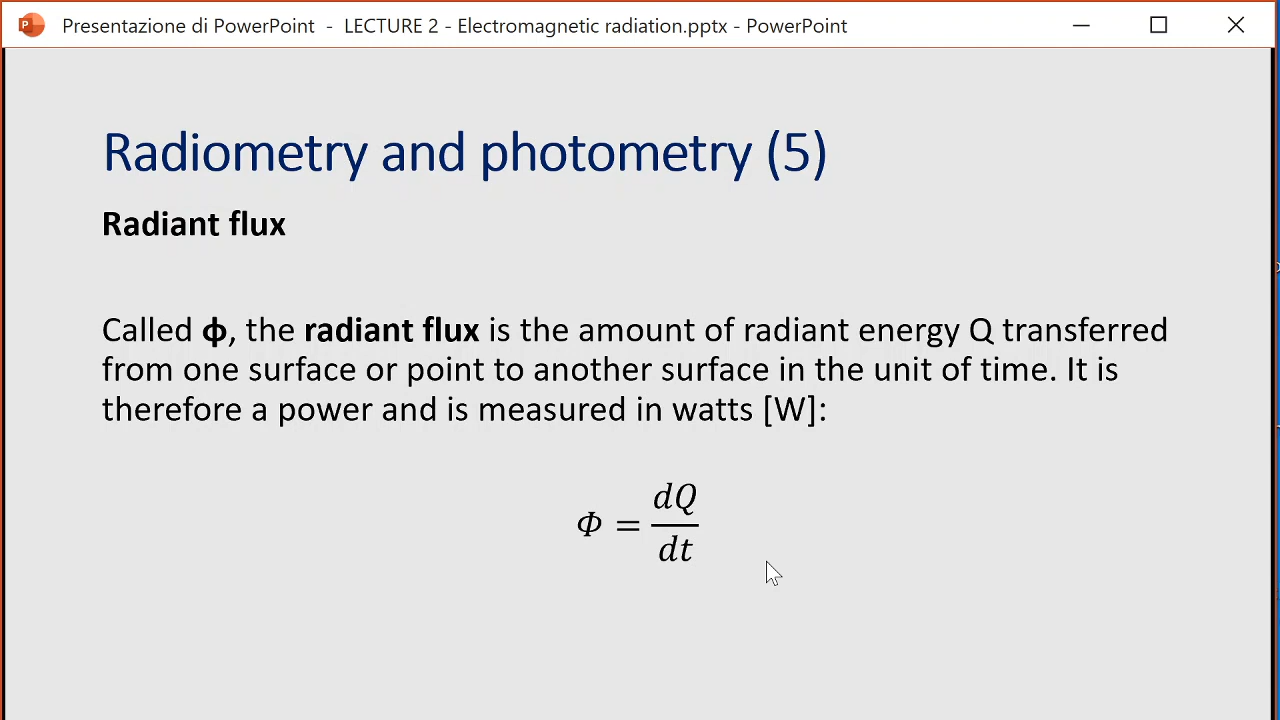 Presentazione di PowerPoint - LECTURE 2 - Electromagnetic radiation.pptx - PowerPoint
Radiometry and photometry (5)
Radiant flux
Called ϕ, the radiant flux is the amount of radiant energy Q transferred
from one surface or point to another surface in the unit of time. It is
therefore a power and is measured in watts [W]:
Φ = dQ/dt